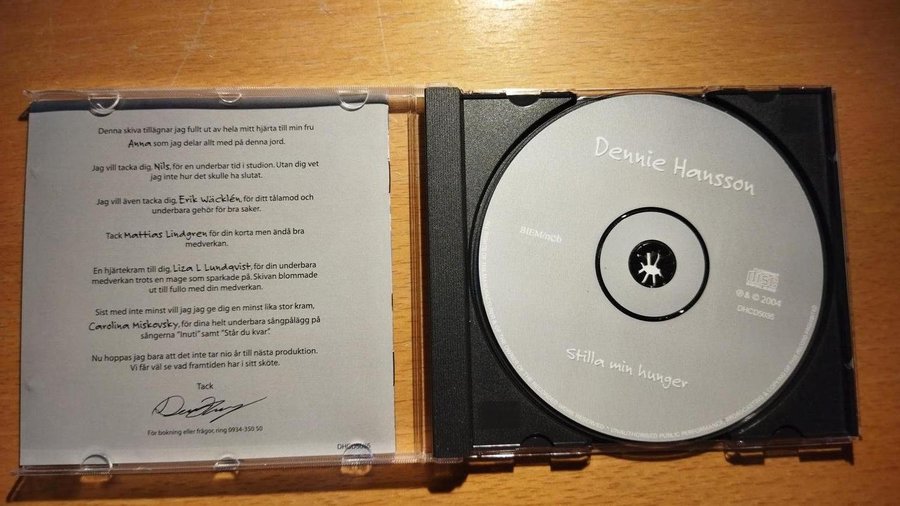 Denna skiva tillägnar jag fullt ut av hela mitt hjärta till min fru
Anna som jag delar allt med på denna jord.
Jag vill tacka dig, Nils, för en underbar tid i studion. Utan dig vet
jag inte hur det skulle ha slutat.
Jag vill även tacka dig, Erik Wäcklén, för ditt tålamod och
underbara gehör för bra saker.
Tack Mattias Lindgren för din korta men ändå bra
medverkan.
En hjärtekram till dig, Liza L Lundqvist, för din underbara
medverkan trots en mage som sparkade på. Skivan blommade
ut till fullo med din medverkan.
Sist med inte minst vill jag jag ge dig en minst lika stor kram,
Carolina Miskovsky, för dina helt underbara sångpålägg på
sångerna "Inuti" samt "Står du kvar".
Nu hoppas jag bara att det inte tar nio år till nästa produktion.
Vi får väl se vad framtiden har i sitt sköte.
Tack
För bokning eller frågor, ring 0934-350 50
DHCD5035
Dennie Hansson
BIEM/ncb
disc
℗ & © 2004
DHCD5035
Stilla min hunger
UNAUTHORISED PUBLIC PERFORMANCE,